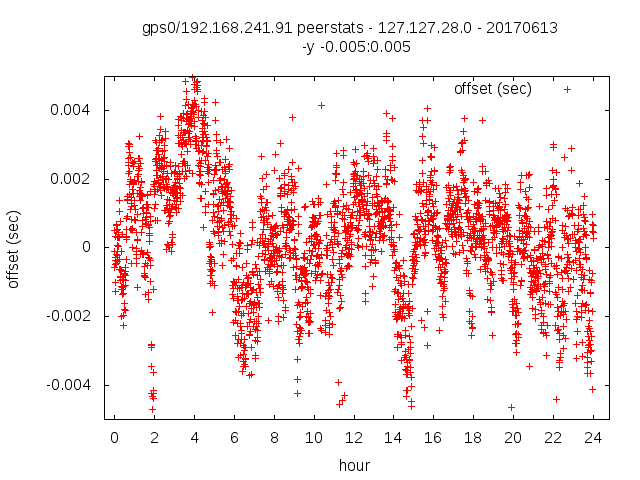 gps0/192.168.241.91 peerstats - 127.127.28.0 - 20170613
-y -0.005:0.005
offset (sec)
0.004
0.002
0
-0.002
-0.004
offset (sec)
0 2 4 6 8 10 12 14 16 18 20 22 24
hour